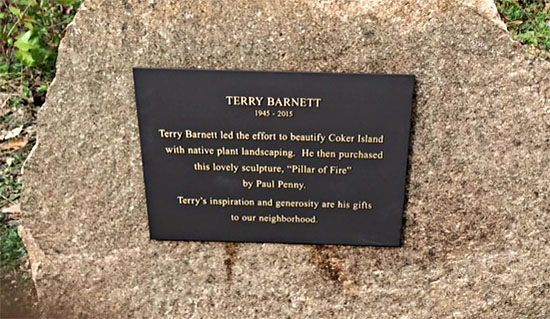 TERRY BARNETT
1945 - 2015
Terry Barnett led the effort to beautify Coker Island
with native plant landscaping. He then purchased
this lovely sculpture, "Pillar of Fire"
by Paul Penny.
Terry's inspiration and generosity are his gifts
to our neighborhood.